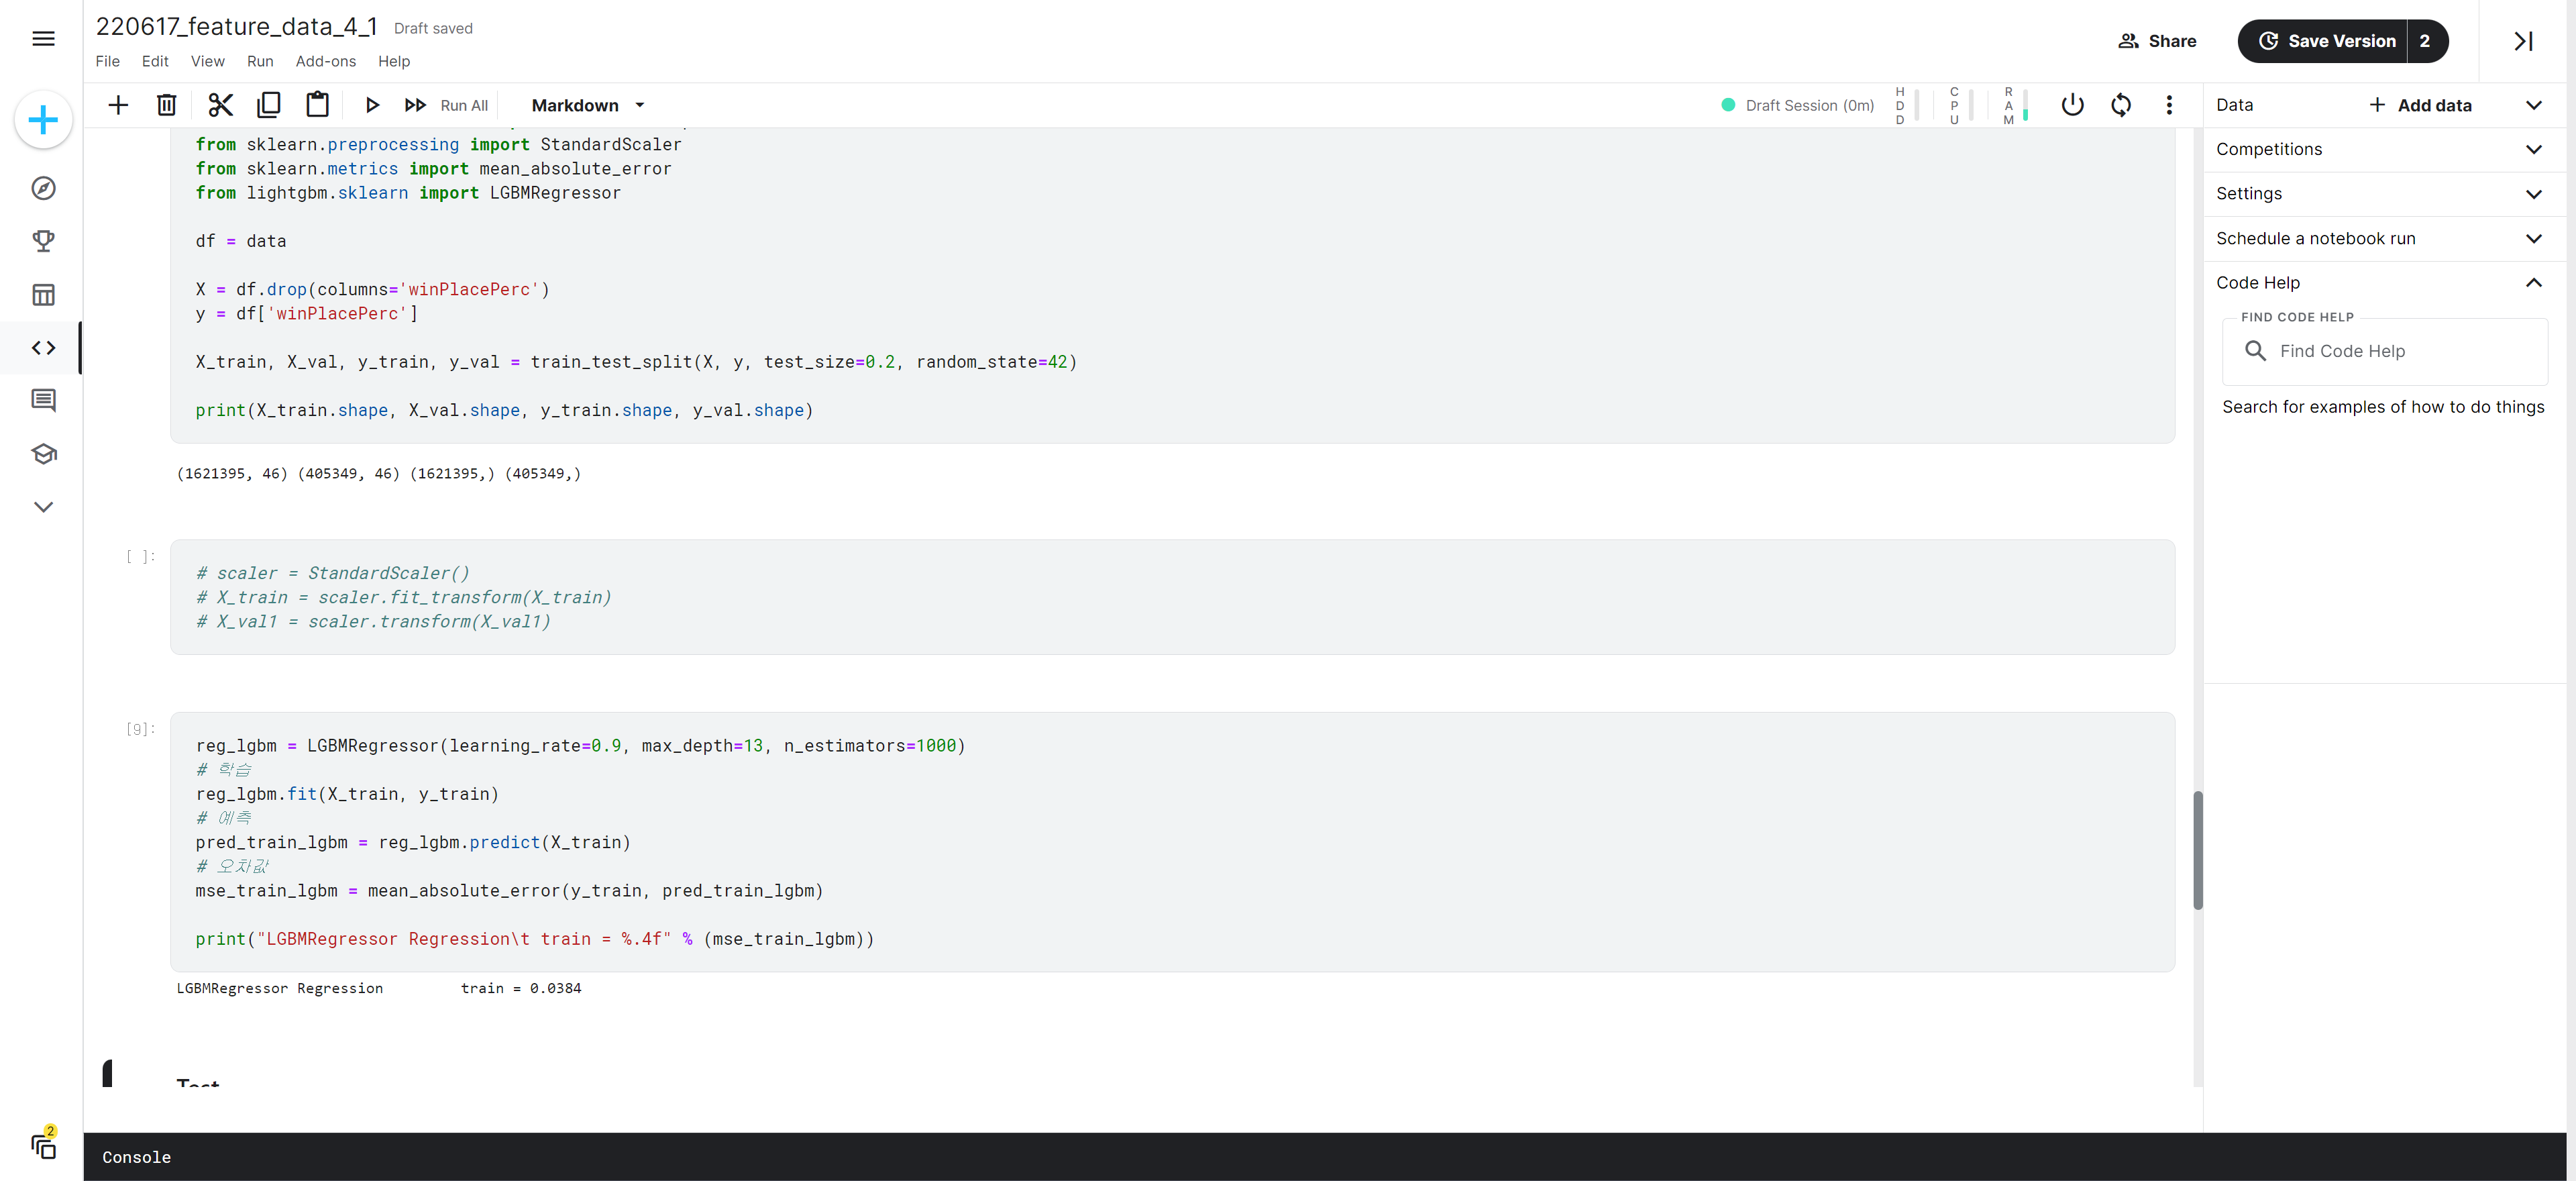 220617_feature_data_4_1 Draft saved
File Edit View Run Add-ons Help
Share
Save Version 2
Run All
Markdown
Draft Session (0m)
HDD
CPU
RAM
from sklearn.preprocessing import StandardScaler
from sklearn.metrics import mean_absolute_error
from lightgbm.sklearn import LGBMRegressor
df = data
X = df.drop(columns='winPlacePerc')
y = df['winPlacePerc']
X_train, X_val, y_train, y_val = train_test_split(X, y, test_size=0.2, random_state=42)
print(X_train.shape, X_val.shape, y_train.shape, y_val.shape)
(1621395, 46) (405349, 46) (1621395,) (405349,)
[ ]:
# scaler = StandardScaler()
# X_train = scaler.fit_transform(X_train)
# X_val1 = scaler.transform(X_val1)
[9]:
reg_lgbm = LGBMRegressor(learning_rate=0.9, max_depth=13, n_estimators=1000)
# 학습
reg_lgbm.fit(X_train, y_train)
# 예측
pred_train_lgbm = reg_lgbm.predict(X_train)
# 오차값
mse_train_lgbm = mean_absolute_error(y_train, pred_train_lgbm)
print("LGBMRegressor Regression\t train = %.4f" % (mse_train_lgbm))
LGBMRegressor Regression train = 0.0384
Test
Data
Add data
Competitions
Settings
Schedule a notebook run
Code Help
FIND CODE HELP
Find Code Help
Search for examples of how to do things
2
Console